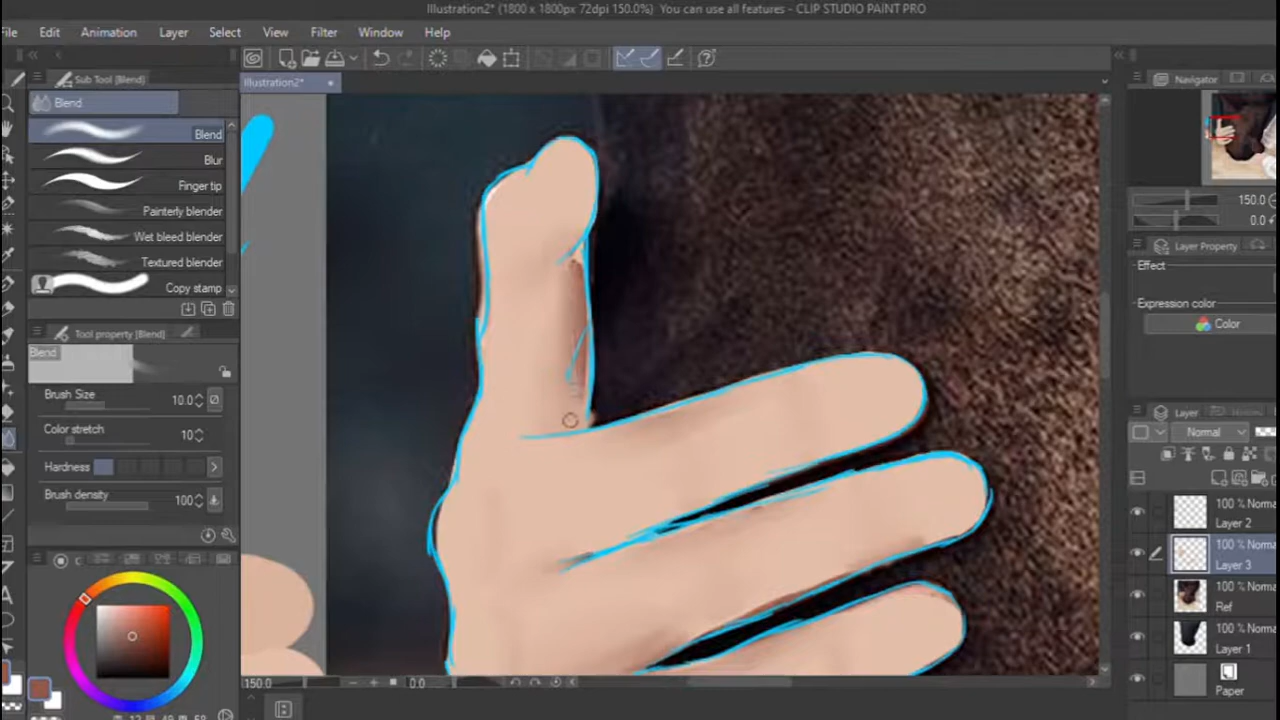 Illustration2* (1800 x 1800px 72dpi 150.0%) You can use all features - CLIP STUDIO PAINT PRO
File Edit Animation Layer Select View Filter Window Help
Sub Tool [Blend]
Illustration2*
Navigator
Blend
Blend
Blur
Finger tip
Painterly blender
Wet bleed blender
Textured blender
Copy stamp
150.0
0.0
Layer Property
Effect
Expression color
Color
Tool property [Blend]
Blend
Brush Size 10.0
Color stretch 10
Hardness
Brush density 100
Layer
Normal
100 % Norma
Layer 2
100 % Norma
Layer 3
100 % Norma
Ref
100 % Norma
Layer 1
Paper
150.0 0.0